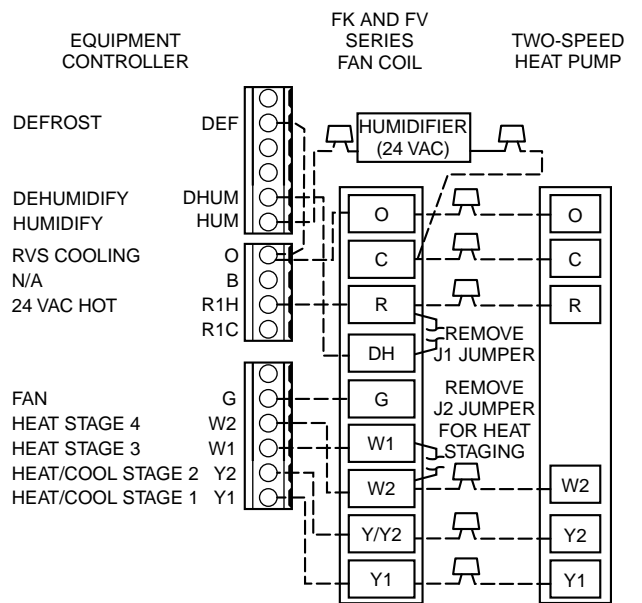 EQUIPMENT
CONTROLLER
FK AND FV
SERIES
FAN COIL
TWO-SPEED
HEAT PUMP
DEFROST DEF
HUMIDIFIER
(24 VAC)
DEHUMIDIFY DHUM
HUMIDIFY HUM
RVS COOLING O
N/A B
24 VAC HOT R1H
R1C
FAN G
HEAT STAGE 4 W2
HEAT STAGE 3 W1
HEAT/COOL STAGE 2 Y2
HEAT/COOL STAGE 1 Y1
O
C
R
DH
G
W1
W2
Y/Y2
Y1
REMOVE
J1 JUMPER
REMOVE
J2 JUMPER
FOR HEAT
STAGING
O
C
R
W2
Y2
Y1